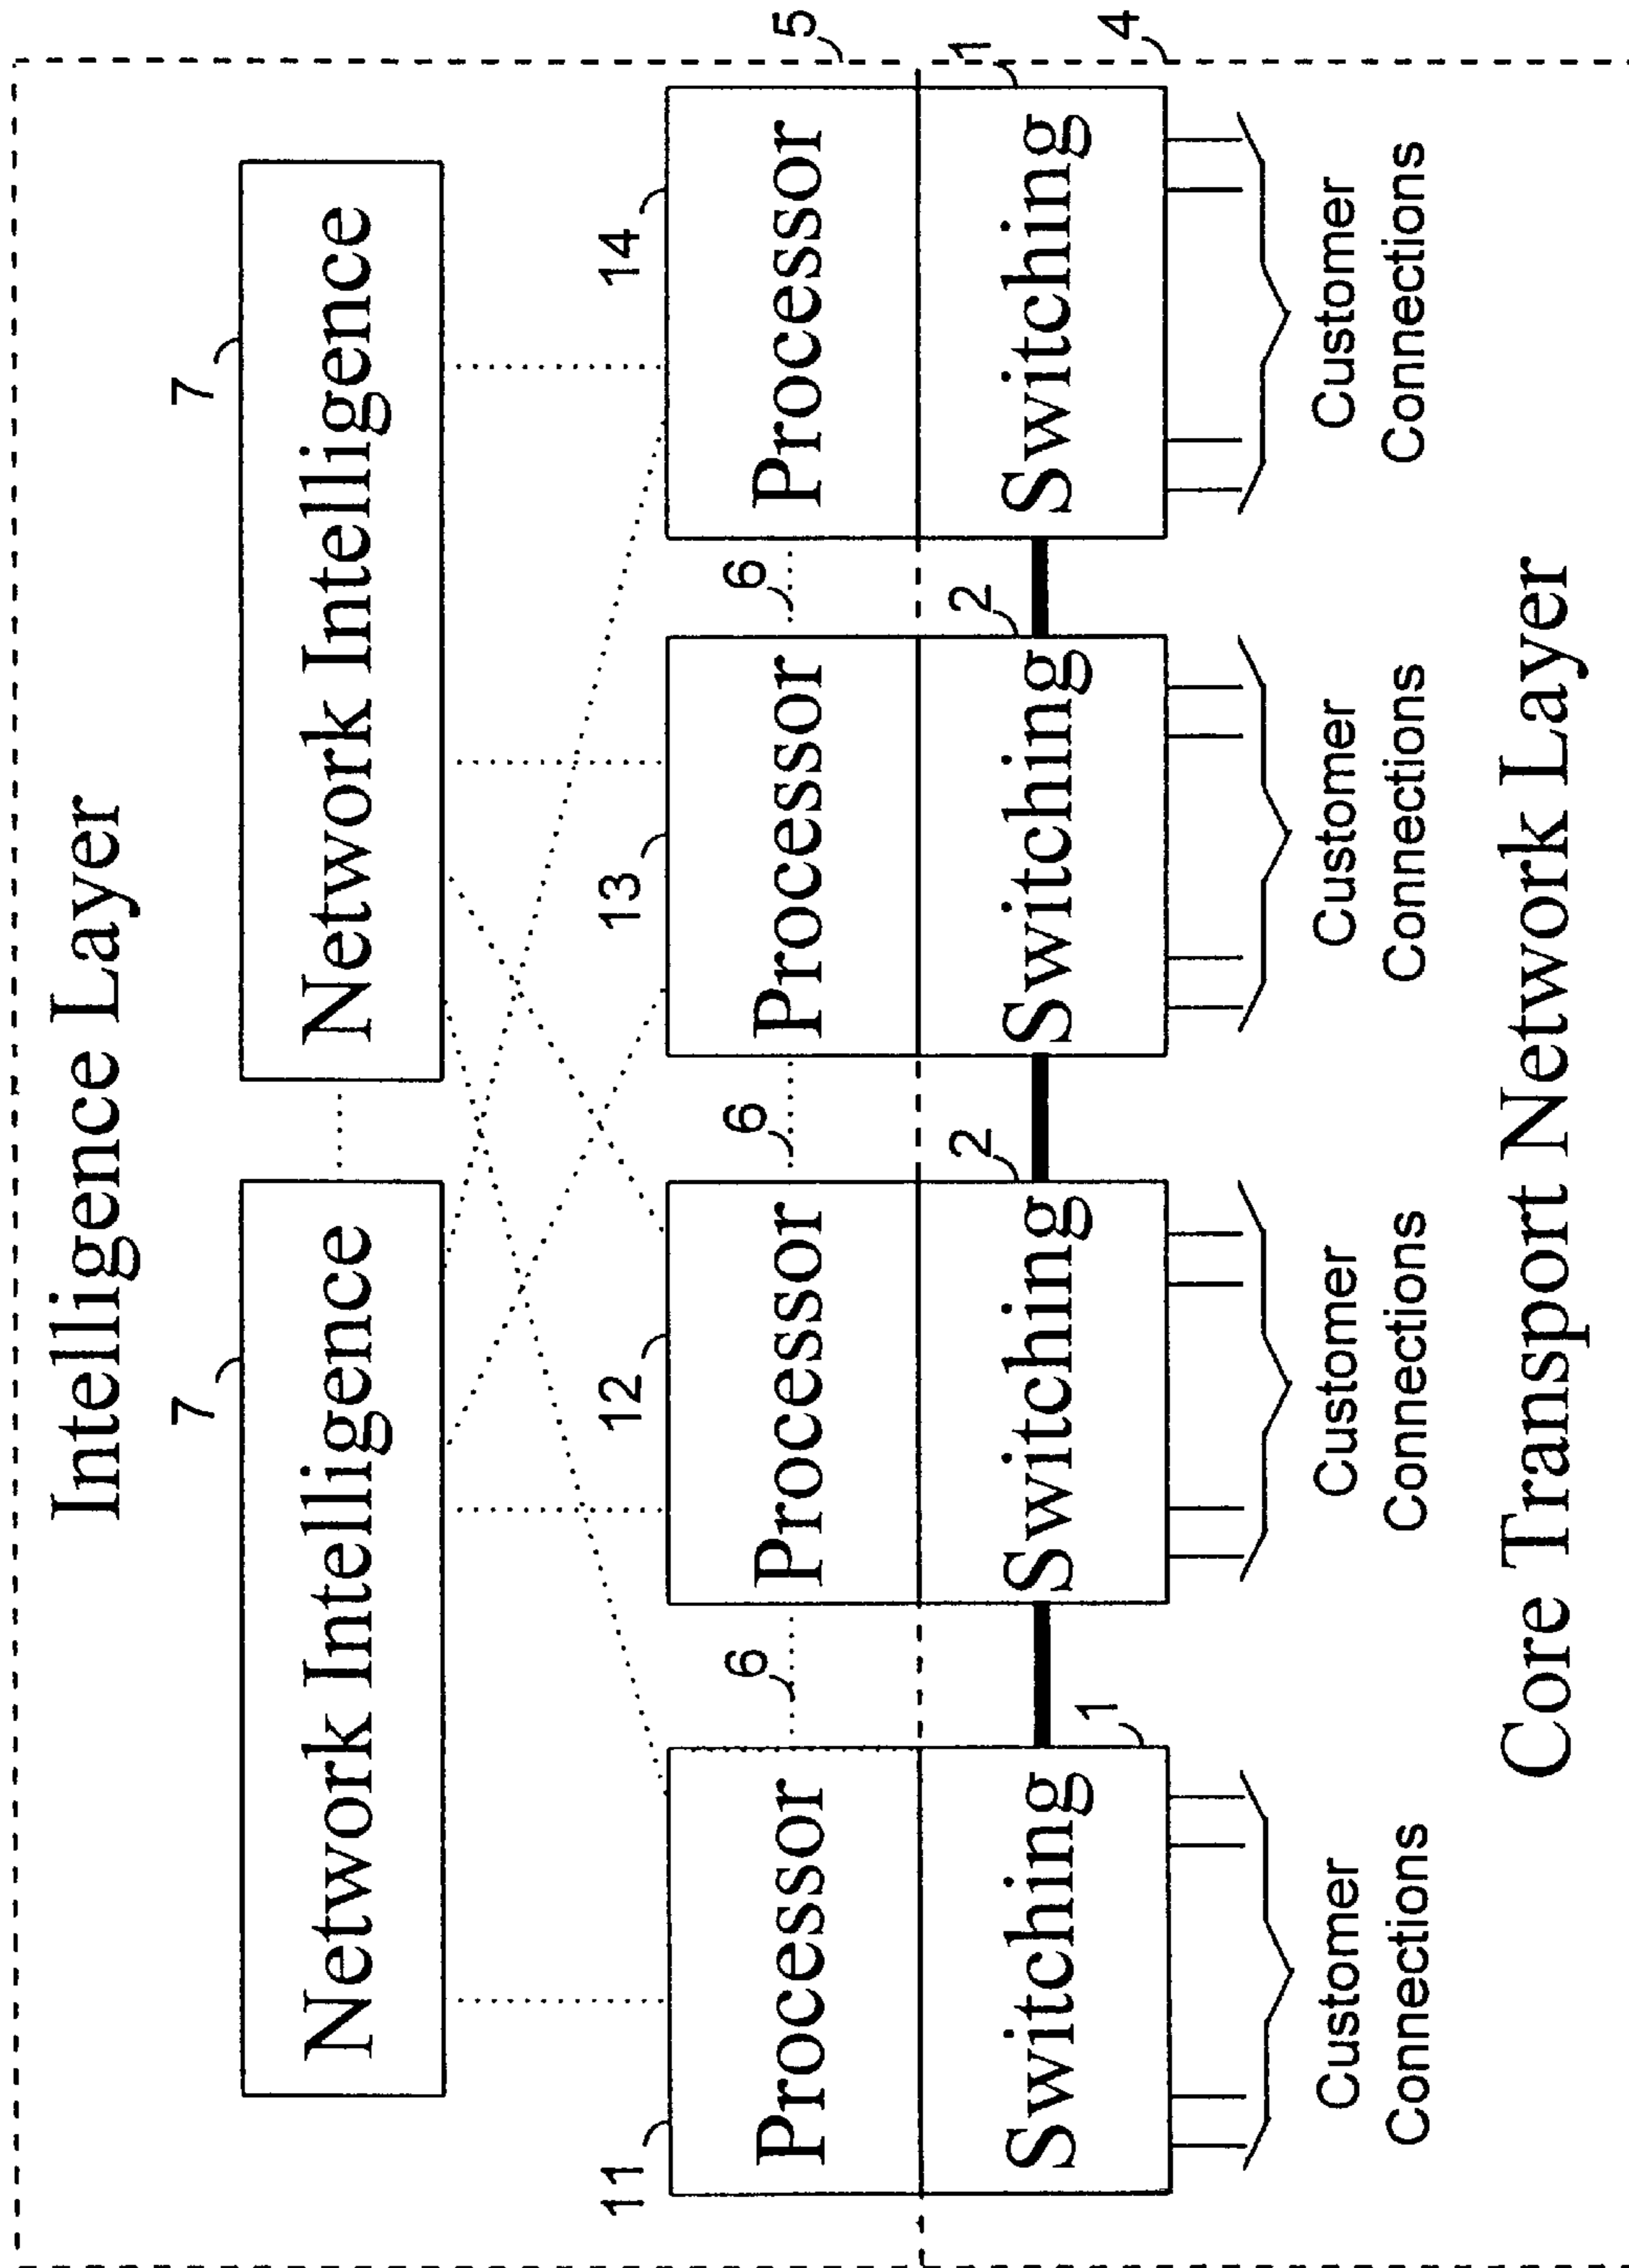 Intelligence Layer
7
7
Network Intelligence
Network Intelligence
11
12
13
14
5
Processor
6
Processor
6
Processor
6
Processor
1
2
2
1
Switching
Switching
Switching
Switching
4
Customer
Connections
Customer
Connections
Customer
Connections
Customer
Connections
Core Transport Network Layer